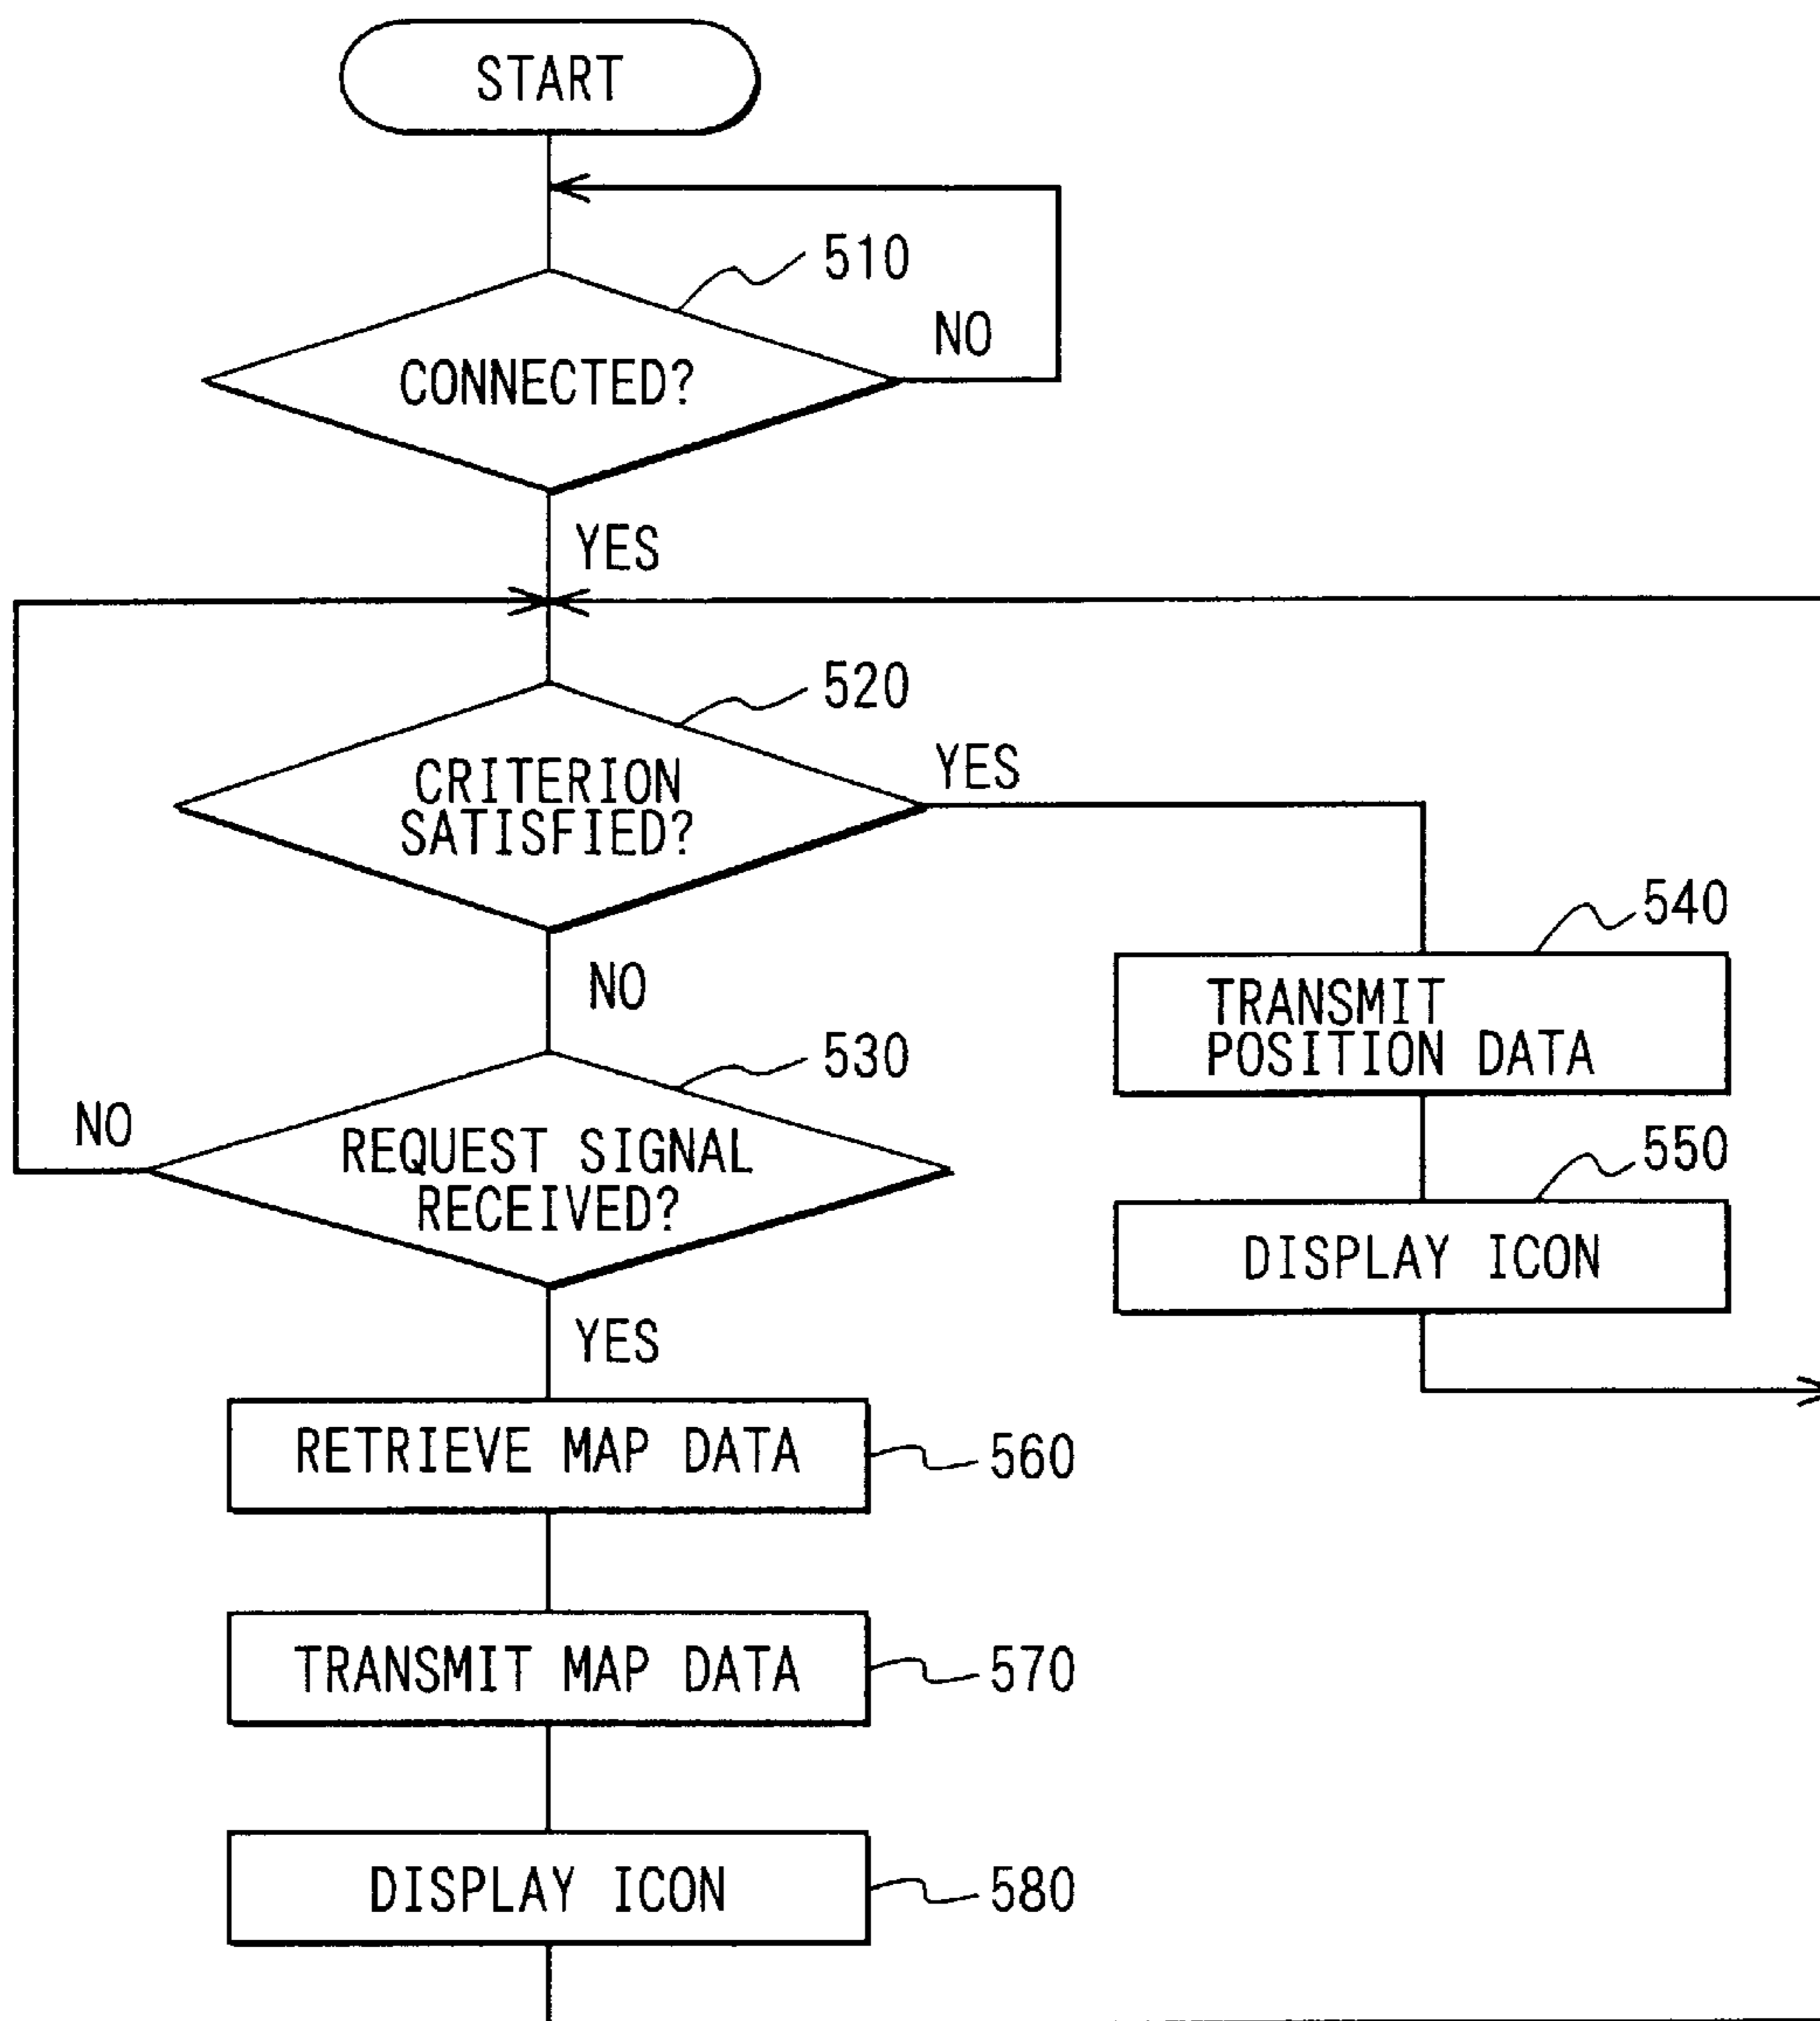 START
510
NO
CONNECTED?
YES
520
YES
CRITERION
SATISFIED?
540
NO
TRANSMIT
POSITION DATA
530
NO
REQUEST SIGNAL
RECEIVED?
550
DISPLAY ICON
YES
RETRIEVE MAP DATA
560
TRANSMIT MAP DATA
570
DISPLAY ICON
580